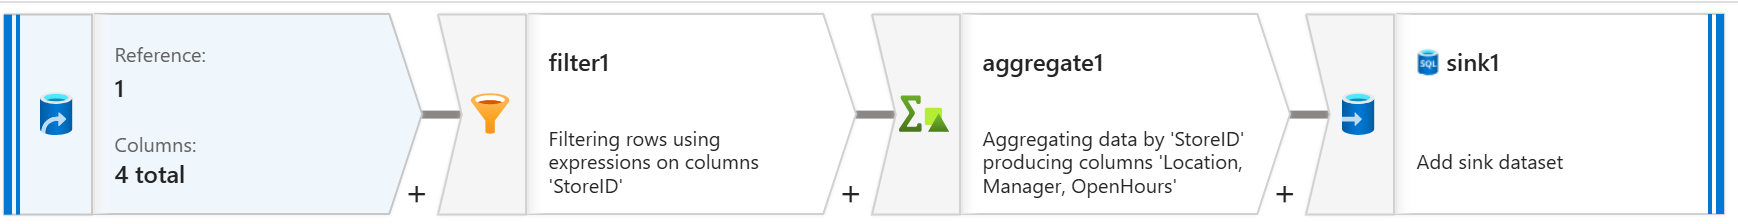 Reference:
1
Columns:
4 total
+
filter1
Filtering rows using
expressions on columns
'StoreID'
+
aggregate1
Aggregating data by 'StoreID'
producing columns 'Location,
Manager, OpenHours'
+
SQL sink1
Add sink dataset